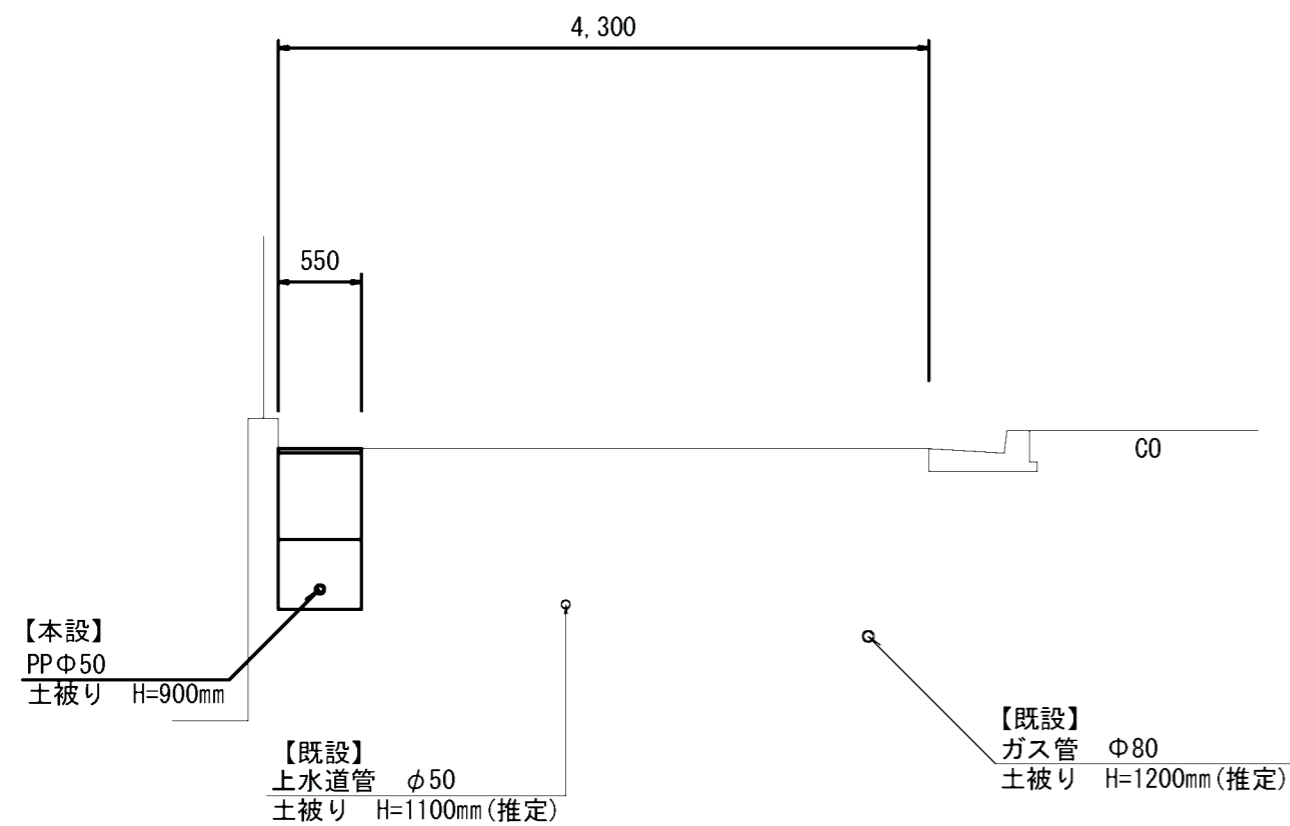 4,300
550
CO
【本設】
PPΦ50
土被り H=900mm
【既設】
上水道管 φ50
土被り H=1100mm(推定)
【既設】
ガス管 Φ80
土被り H=1200mm(推定)